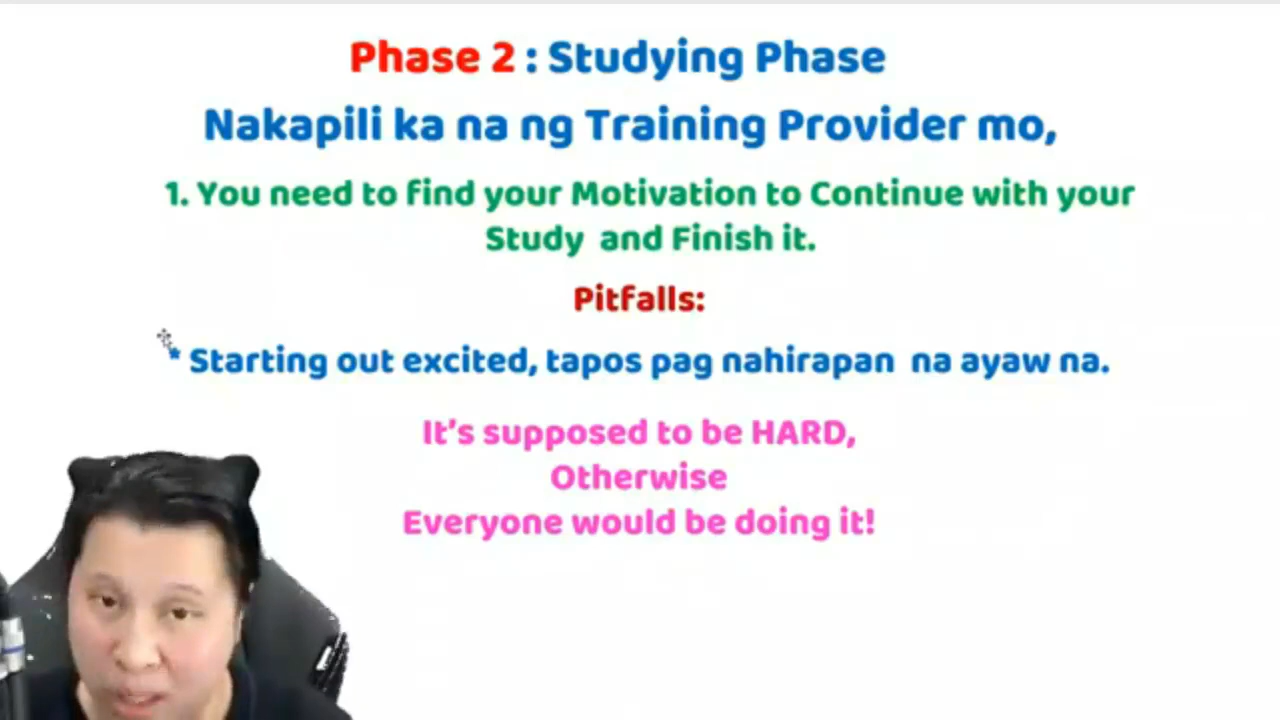 Phase 2 : Studying Phase
Nakapili ka na ng Training Provider mo,
1. You need to find your Motivation to Continue with your
Study and Finish it.
Pitfalls:
* Starting out excited, tapos pag nahirapan na ayaw na.
It's supposed to be HARD,
Otherwise
Everyone would be doing it!